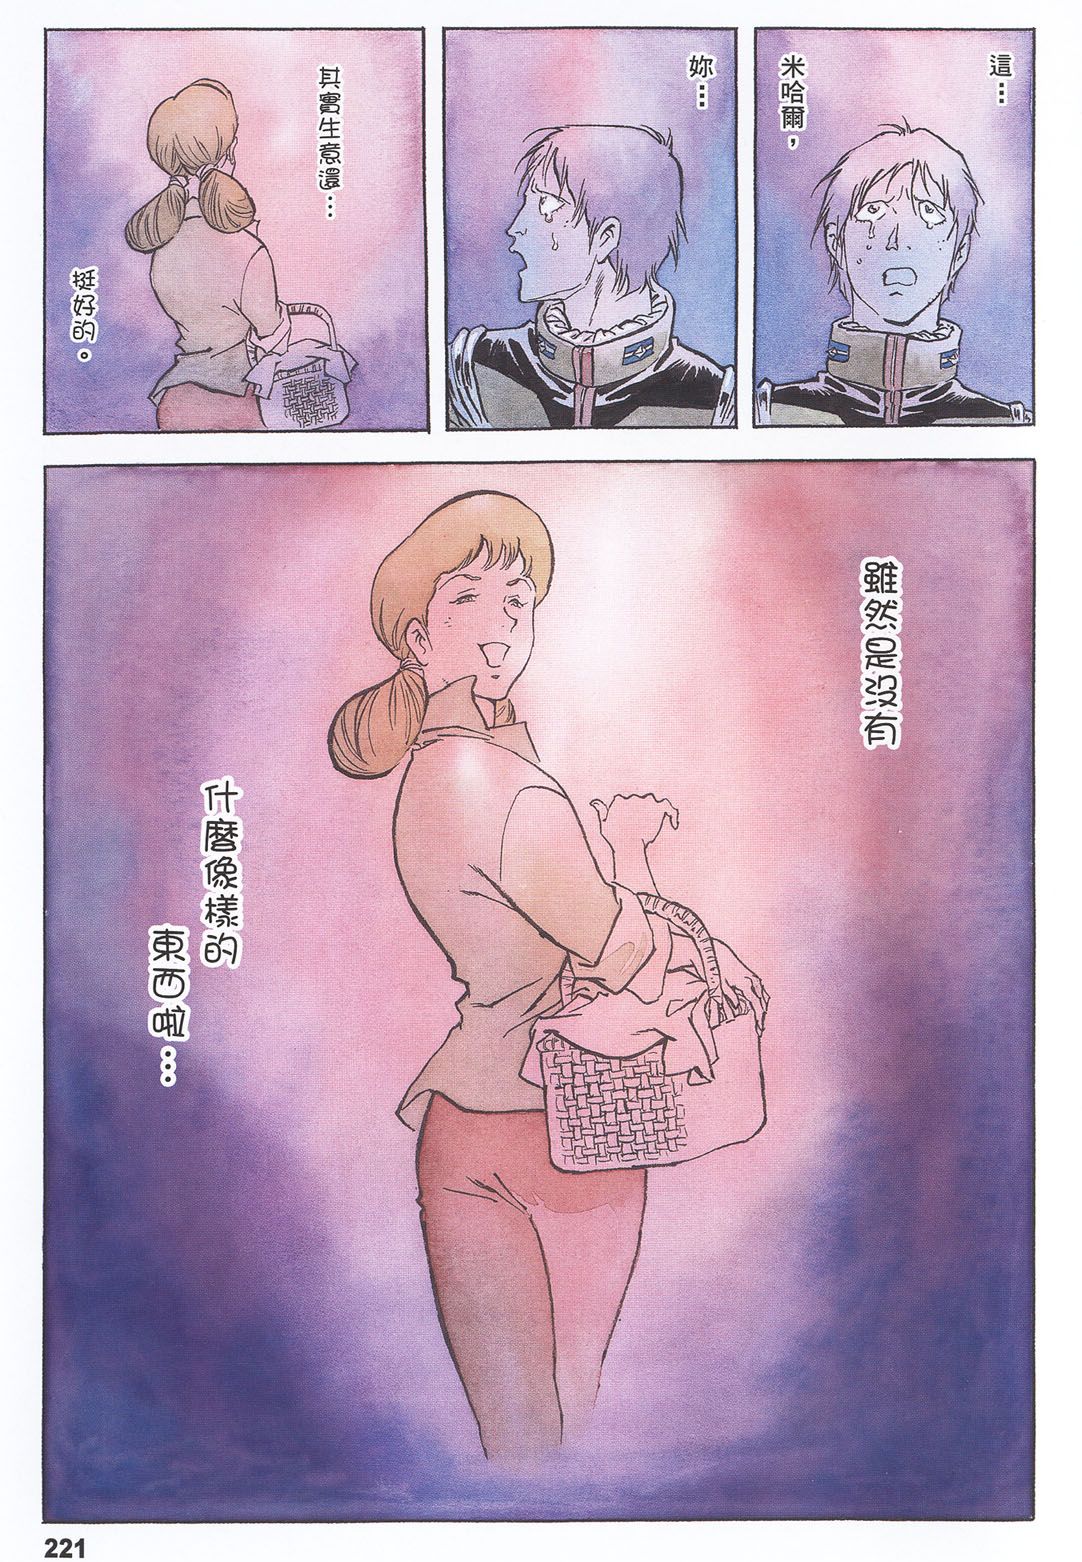 這…
米哈爾，
妳…
其實生意還…
挺好的。
雖然是沒有
什麼像樣的
東西啦…
221